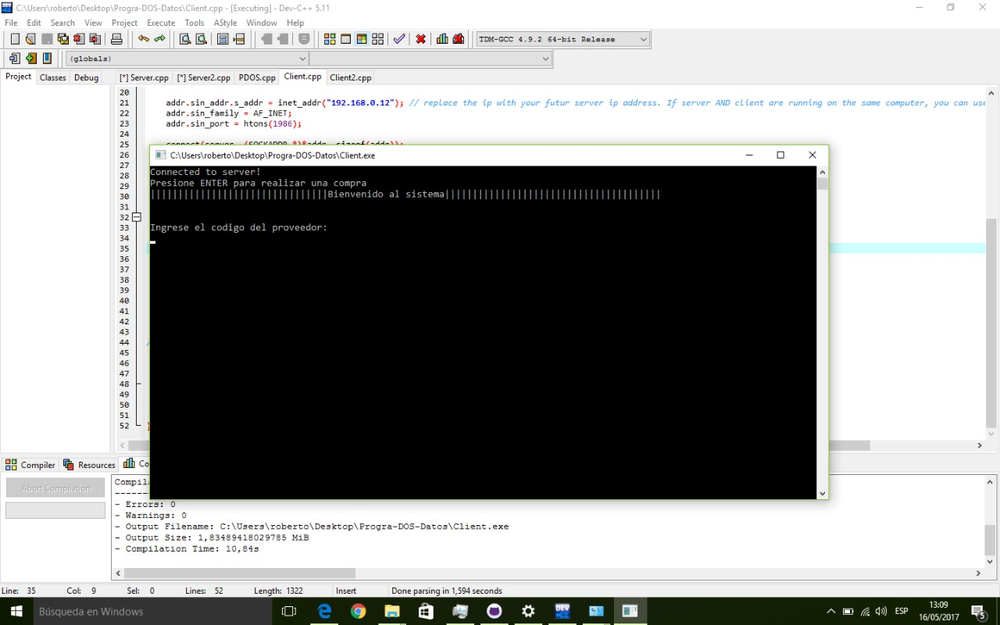 C:\Users\roberto\Desktop\Progra-DOS-Datos\Client.cpp - [Executing] - Dev-C++ 5.11
File Edit Search View Project Execute Tools AStyle Window Help
TDM-GCC 4.9.2 64-bit Release
(globals)
Project Classes Debug [*] Server.cpp [*] Server2.cpp PDOS.cpp Client.cpp Client2.cpp
20
21 addr.sin_addr.s_addr = inet_addr("192.168.0.12"); // replace the ip with your futur server ip address. If server AND client are running on the same computer, you can use
22 addr.sin_family = AF_INET;
23 addr.sin_port = htons(1986);
24
25 connect(server, (SOCKADDR *)&addr, sizeof(addr));
26
27
28
29
30
31
32
33
34
35
36
37
38
39
40
41
42
43
44
45
46
47
48
49
50
51
52
C:\Users\roberto\Desktop\Progra-DOS-Datos\Client.exe
Connected to server!
Presione ENTER para realizar una compra
||||||||||||||||||||||||||||||||Bienvenido al sistema|||||||||||||||||||||||||||||||||||||||
Ingrese el codigo del proveedor:
Compiler Resources Co
Abort Compilation
Compila
--------
- Errors: 0
- Warnings: 0
- Output Filename: C:\Users\roberto\Desktop\Progra-DOS-Datos\Client.exe
- Output Size: 1,83489418029785 MiB
- Compilation Time: 10,84s
Line: 35 Col: 9 Sel: 0 Lines: 52 Length: 1322 Insert Done parsing in 1,594 seconds
Búsqueda en Windows
DEV
ESP
13:09
16/05/2017
5